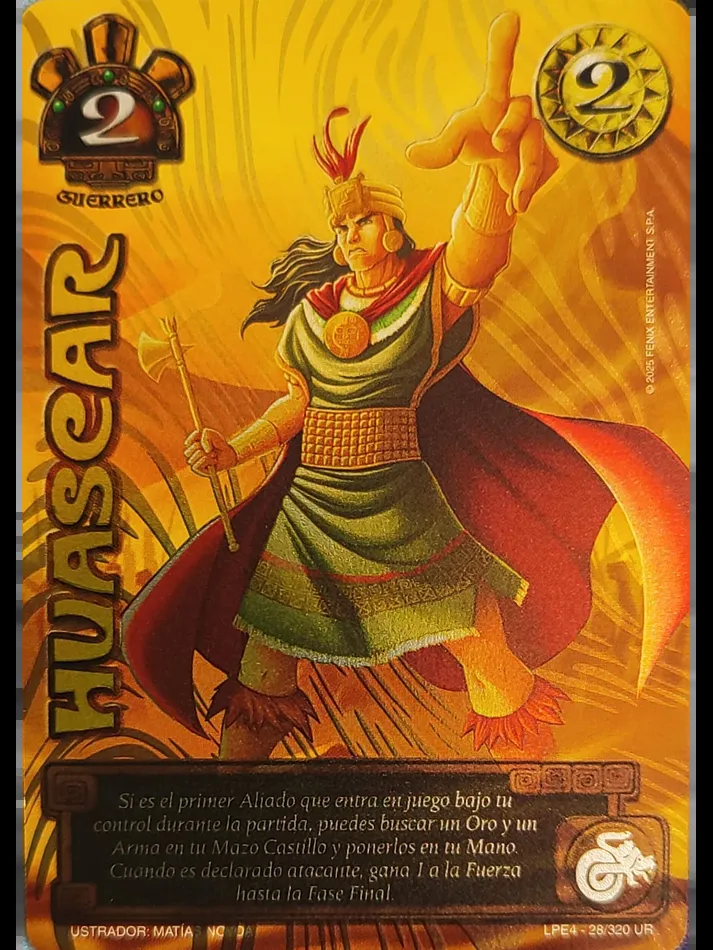 2
2
GUERRERO
HUASCAR
© 2025 FENIX ENTERTAINMENT S.P.A.
Si es el primer Aliado que entra en juego bajo tu
control durante la partida, puedes buscar un Oro y un
Arma en tu Mazo Castillo y ponerlos en tu Mano.
Cuando es declarado atacante, gana 1 a la Fuerza
hasta la Fase Final.
USTRADOR: MATÍAS
LPE4 - 28/320 UR